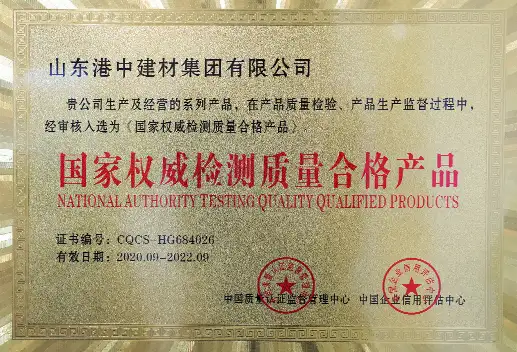 山东港中建材集团有限公司
贵公司生产及经营的系列产品，在产品质量检验、产品生产监督过程中，
经审核入选为《国家权威检测质量合格产品》。
国家权威检测质量合格产品
NATIONAL AUTHORITY TESTING QUALITY QUALIFIED PRODUCTS
证书编号：CQCS-HG684026
有效日期：2020.09-2022.09
中国质量认证监督管理中心 中国企业信用评估中心